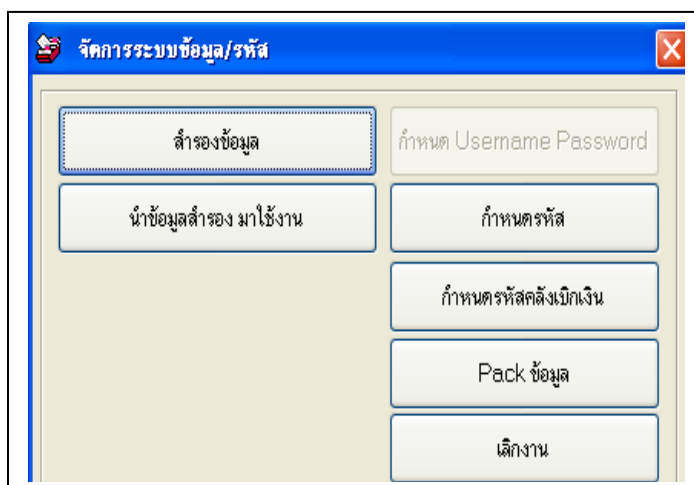 จัดการระบบข้อมูล/รหัส
สำรองข้อมูล
กำหนด Username Password
นำข้อมูลสำรอง มาใช้งาน
กำหนดรหัส
กำหนดรหัสคลังเบิกเงิน
Pack ข้อมูล
เลิกงาน